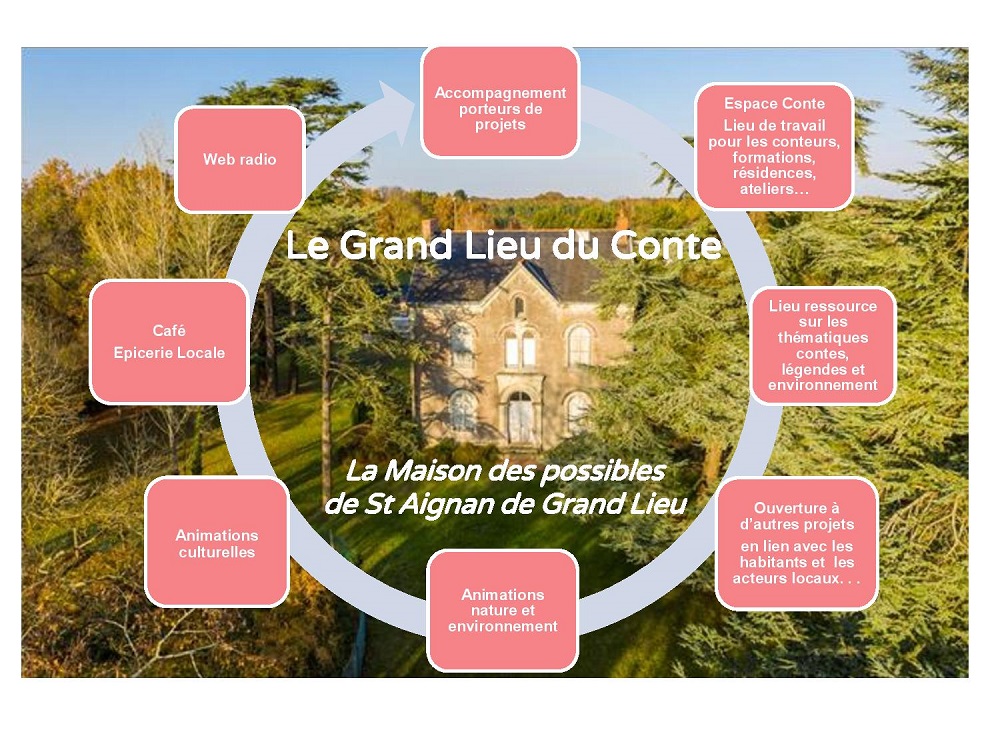 Accompagnement
porteurs de
projets
Espace Conte
Lieu de travail
pour les conteurs,
formations,
résidences,
ateliers…
Web radio
Le Grand Lieu du Conte
Lieu ressource
sur les
thématiques
contes,
légendes et
environnement
Café
Epicerie Locale
La Maison des possibles
de St Aignan de Grand Lieu
Ouverture à
d'autres projets
en lien avec les
habitants et les
acteurs locaux. . .
Animations
culturelles
Animations
nature et
environnement